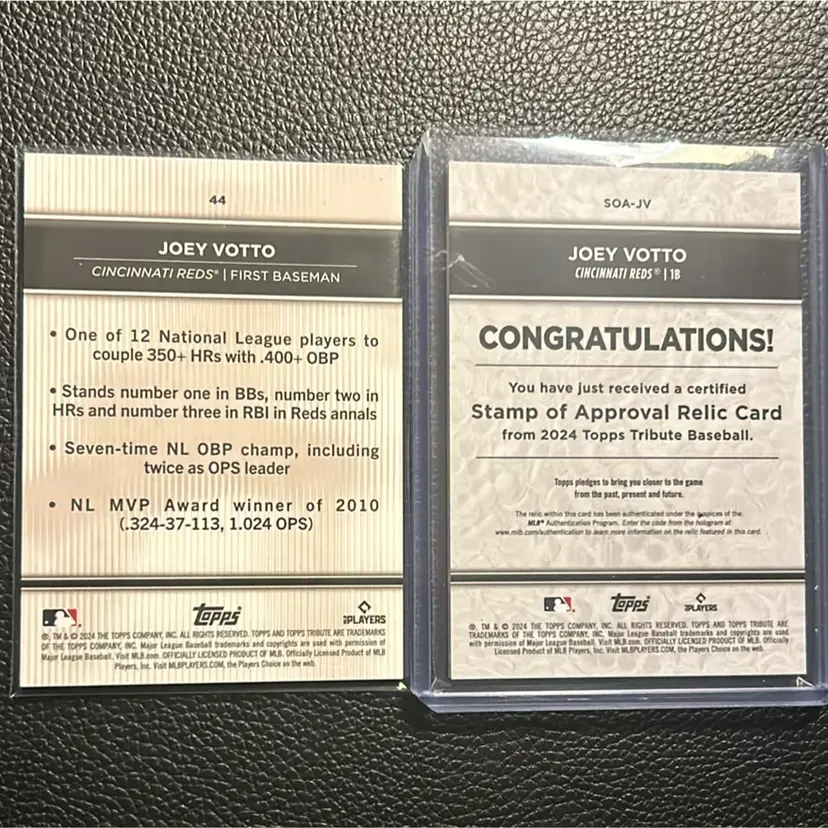 44
JOEY VOTTO
CINCINNATI REDS® | FIRST BASEMAN
• One of 12 National League players to
couple 350+ HRs with .400+ OBP
• Stands number one in BBs, number two in
HRs and number three in RBI in Reds annals
• Seven-time NL OBP champ, including
twice as OPS leader
• NL MVP Award winner of 2010
(.324-37-113, 1.024 OPS)
Topps
PLAYERS
®, TM & © 2024 THE TOPPS COMPANY, INC. ALL RIGHTS RESERVED. TOPPS AND TOPPS TRIBUTE ARE TRADEMARKS
OF THE TOPPS COMPANY, INC. Major League Baseball trademarks and copyrights are used with permission of
Major League Baseball. Visit MLB.com. OFFICIALLY LICENSED PRODUCT OF MLB. Officially Licensed Product of MLB
Players, Inc. Visit MLBPLAYERS.COM, the Players Choice on the web.
SOA-JV
JOEY VOTTO
CINCINNATI REDS® | 1B
CONGRATULATIONS!
You have just received a certified
Stamp of Approval Relic Card
from 2024 Topps Tribute Baseball.
Topps pledges to bring you closer to the game
from the past, present and future.
The relic within this card has been authenticated under the auspices of the
MLB® Authentication Program. Enter the code from the hologram at
www.mlb.com/authentication to learn more information on the relic featured in this card.
Topps
PLAYERS
®, TM & © 2024 THE TOPPS COMPANY, INC. ALL RIGHTS RESERVED. TOPPS AND TOPPS TRIBUTE ARE
TRADEMARKS OF THE TOPPS COMPANY, INC. Major League Baseball trademarks and copyrights are used
with permission of Major League Baseball. Visit MLB.com. OFFICIALLY LICENSED PRODUCT OF MLB. Officially
Licensed Product of MLB Players, Inc. Visit MLBPLAYERS.COM, the Players Choice on the web.